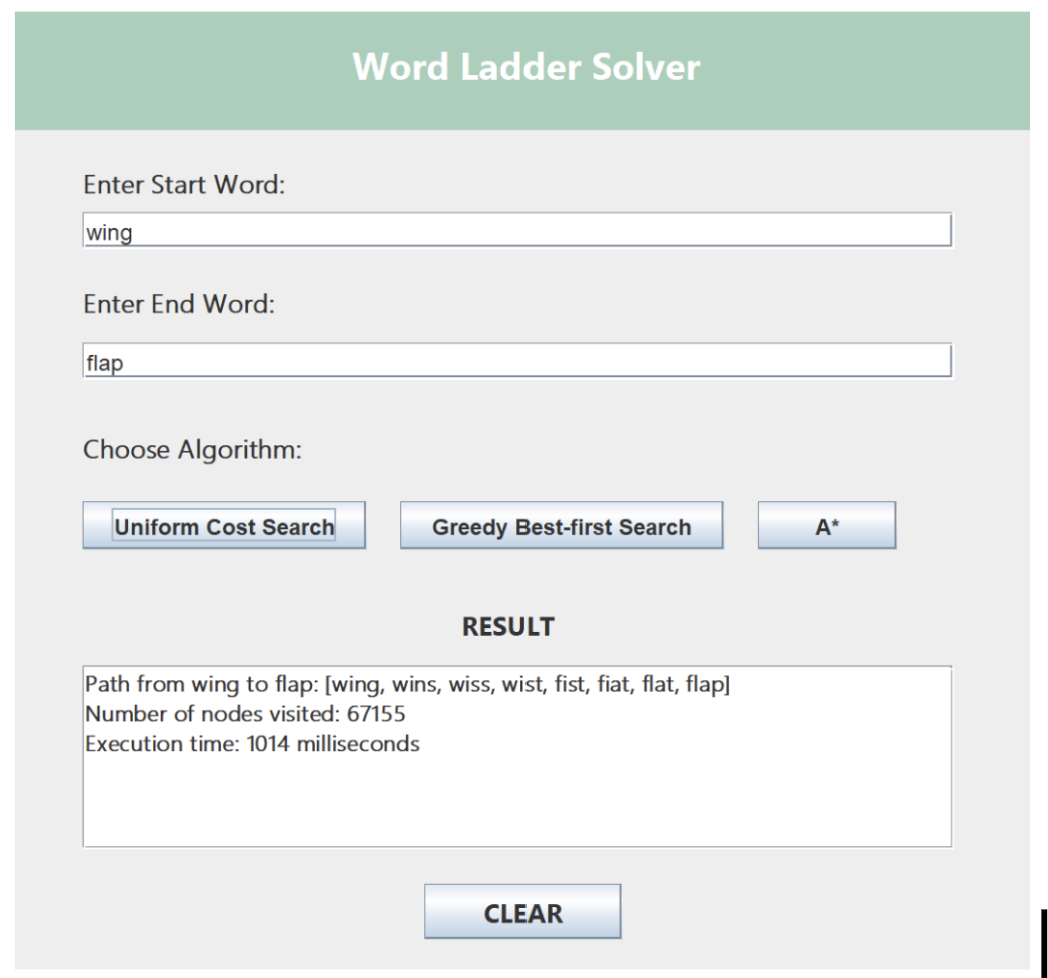 Word Ladder Solver
Enter Start Word:
wing
Enter End Word:
flap
Choose Algorithm:
Uniform Cost Search Greedy Best-first Search A*
RESULT
Path from wing to flap: [wing, wins, wiss, wist, fist, fiat, flat, flap]
Number of nodes visited: 67155
Execution time: 1014 milliseconds
CLEAR